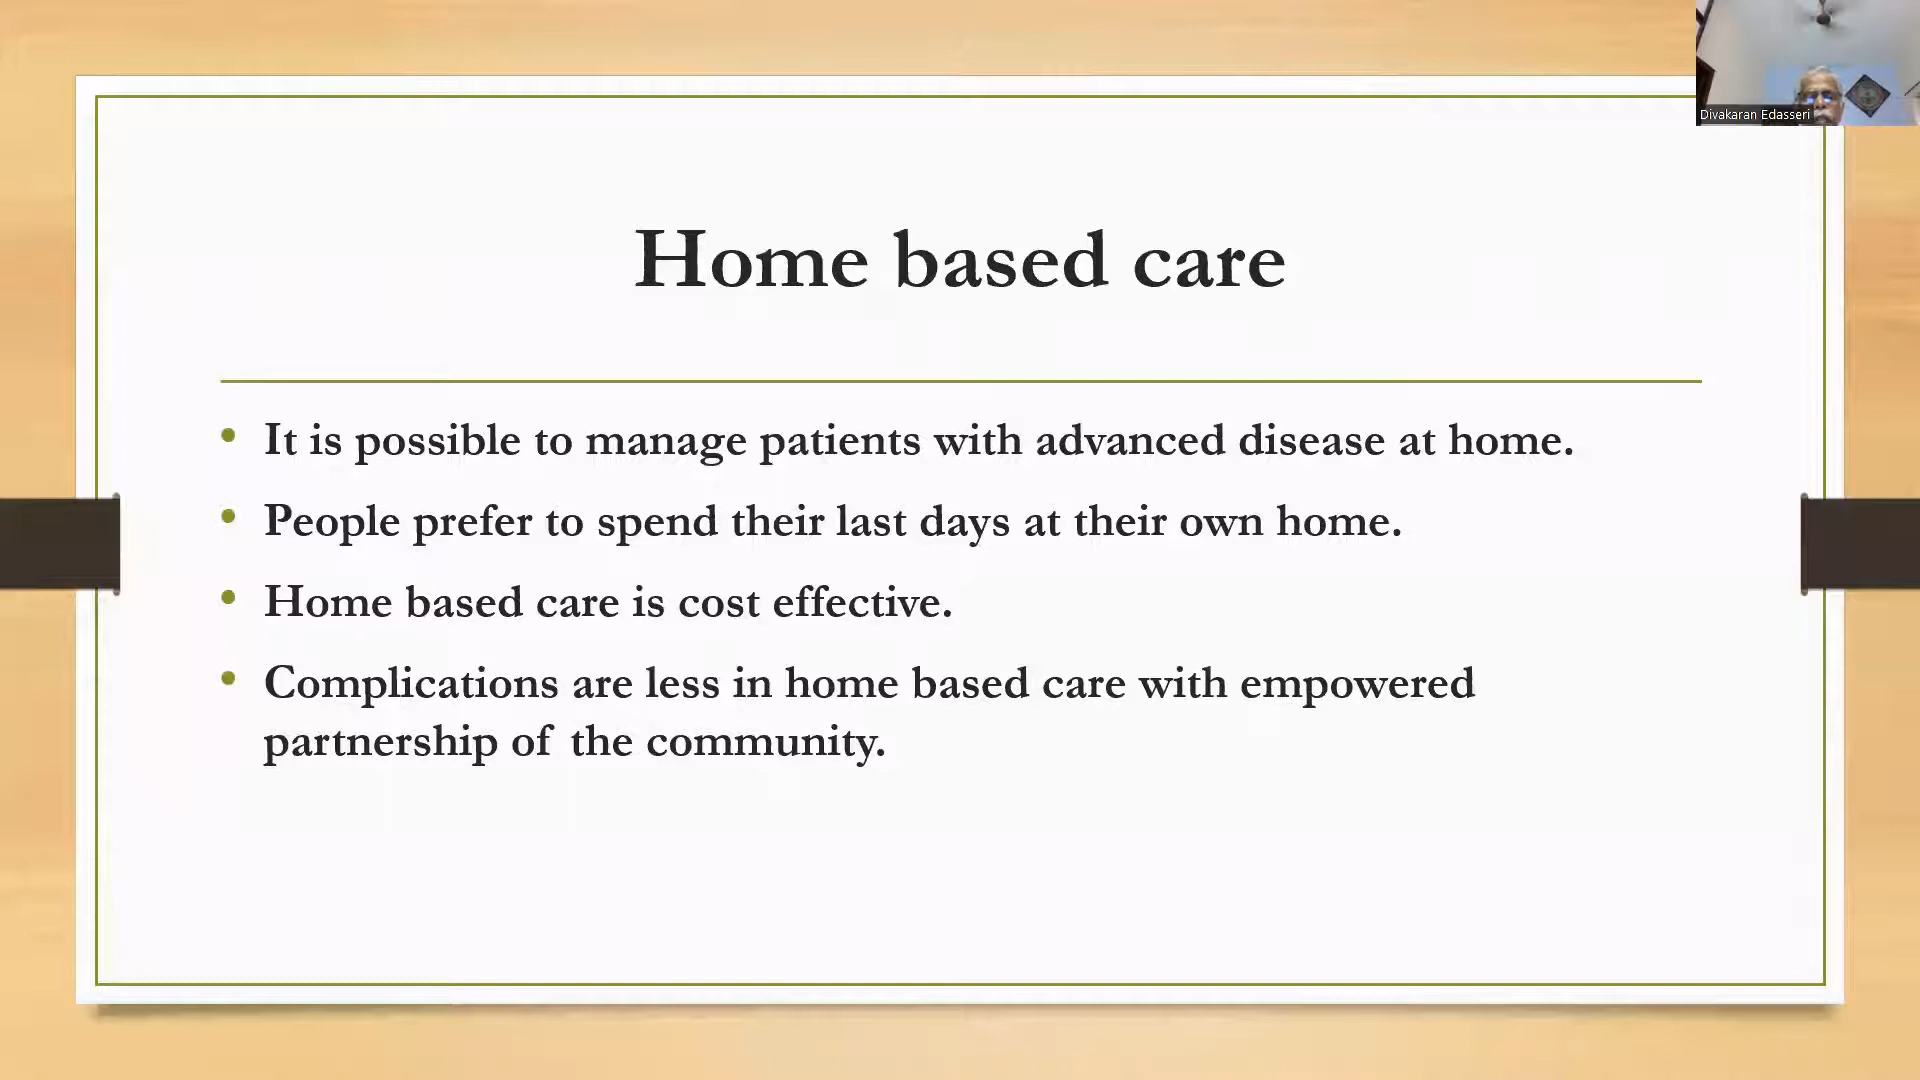 Divakaran Edasseri
Home based care
• It is possible to manage patients with advanced disease at home.
• People prefer to spend their last days at their own home.
• Home based care is cost effective.
• Complications are less in home based care with empowered
partnership of the community.